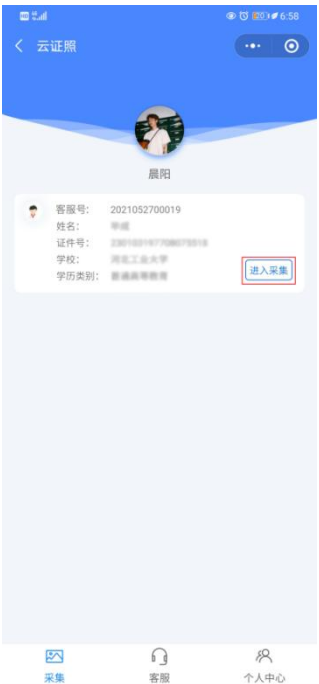 HD 6:58
云证照
晨阳
客服号： 2021052700019
姓名：
证件号：
学校：
学历类别：
进入采集
采集
客服
个人中心